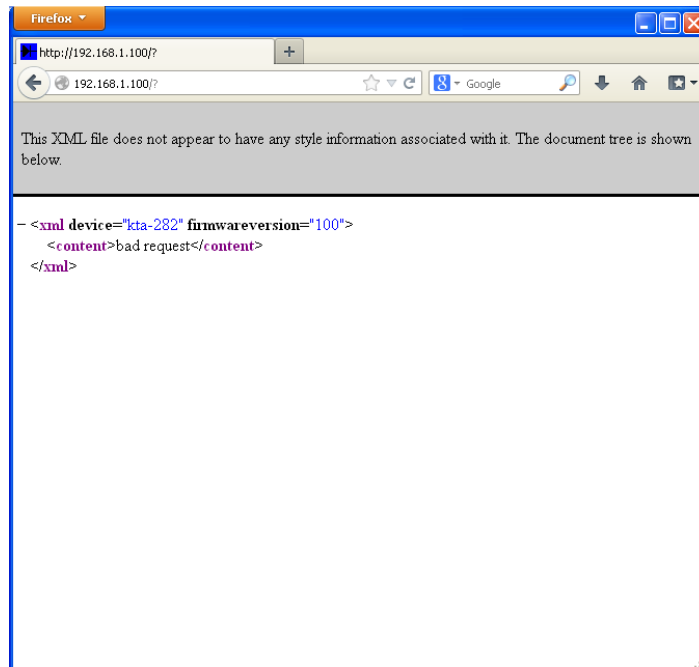 Firefox
http://192.168.1.100/?
192.168.1.100/?
Google
This XML file does not appear to have any style information associated with it. The document tree is shown
below.
− <xml device="kta-282" firmwareversion="100">
<content>bad request</content>
</xml>